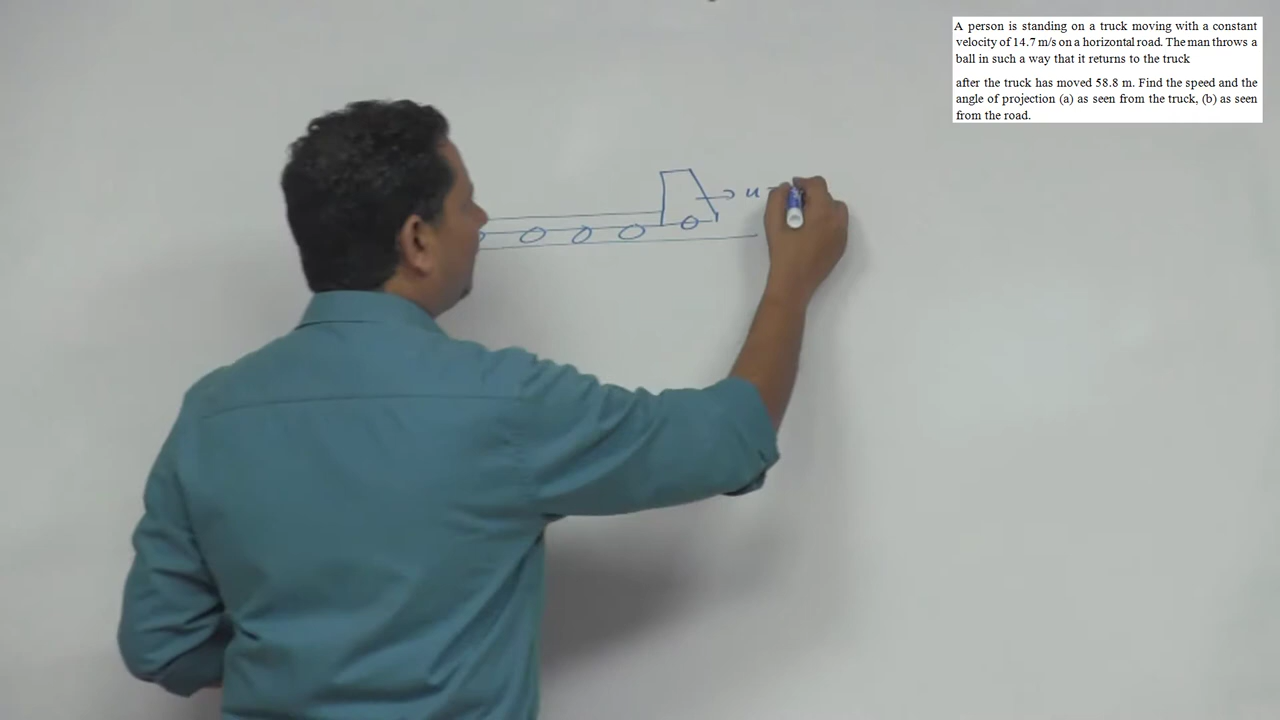 A person is standing on a truck moving with a constant
velocity of 14.7 m/s on a horizontal road. The man throws a
ball in such a way that it returns to the truck
after the truck has moved 58.8 m. Find the speed and the
angle of projection (a) as seen from the truck, (b) as seen
from the road.
u